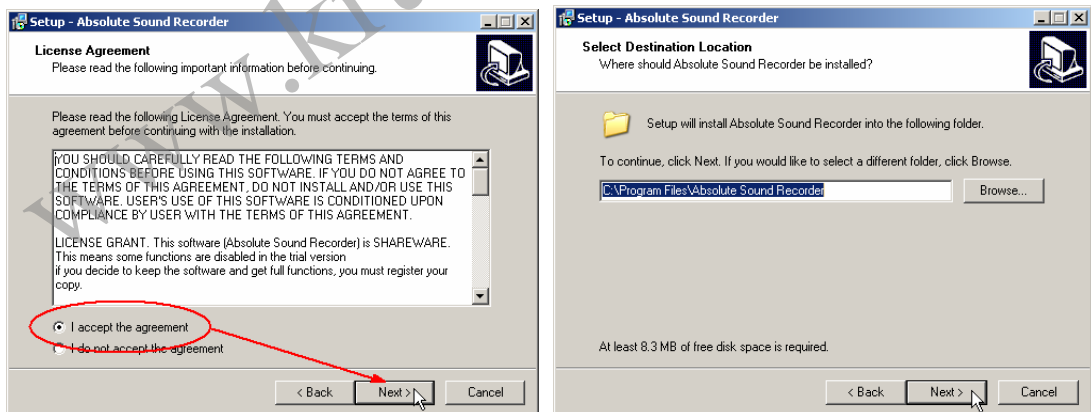 Setup - Absolute Sound Recorder
License Agreement
Please read the following important information before continuing.
Please read the following License Agreement. You must accept the terms of this
agreement before continuing with the installation.
YOU SHOULD CAREFULLY READ THE FOLLOWING TERMS AND
CONDITIONS BEFORE USING THIS SOFTWARE. IF YOU DO NOT AGREE TO
THE TERMS OF THIS AGREEMENT, DO NOT INSTALL AND/OR USE THIS
SOFTWARE. USER'S USE OF THIS SOFTWARE IS CONDITIONED UPON
COMPLIANCE BY USER WITH THE TERMS OF THIS AGREEMENT.
LICENSE GRANT. This software (Absolute Sound Recorder) is SHAREWARE.
This means some functions are disabled in the trial version
if you decide to keep the software and get full functions, you must register your
copy.
I accept the agreement
I do not accept the agreement
< Back
Next >
Cancel
Setup - Absolute Sound Recorder
Select Destination Location
Where should Absolute Sound Recorder be installed?
Setup will install Absolute Sound Recorder into the following folder.
To continue, click Next. If you would like to select a different folder, click Browse.
C:\Program Files\Absolute Sound Recorder
Browse...
At least 8.3 MB of free disk space is required.
< Back
Next >
Cancel